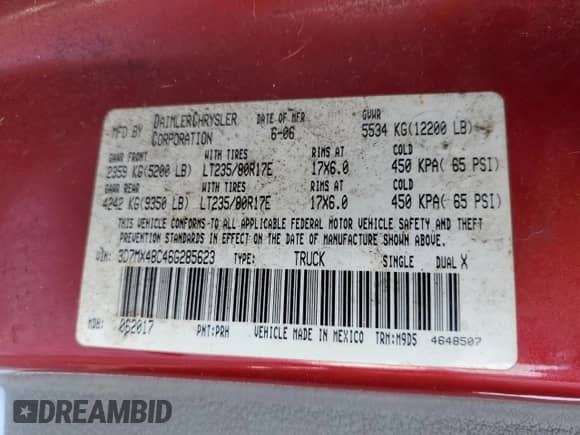 MFD BY DAIMLERCHRYSLER CORPORATION DATE OF MFR 6-06 GVWR 5534 KG(12200 LB)
GAWR FRONT WITH TIRES RIMS AT COLD
2359 KG(5200 LB) LT235/80R17E 17X6.0 450 KPA( 65 PSI)
GAWR REAR WITH TIRES RIMS AT COLD
4242 KG(9350 LB) LT235/80R17E 17X6.0 450 KPA( 65 PSI)
THIS VEHICLE CONFORMS TO ALL APPLICABLE FEDERAL MOTOR VEHICLE SAFETY AND THEFT
PREVENTION STANDARDS IN EFFECT ON THE DATE OF MANUFACTURE SHOWN ABOVE.
VIN: 3D7MX48C46G285623 TYPE: TRUCK SINGLE DUAL X
MDH: 062017 PNT:PRH VEHICLE MADE IN MEXICO TRM:M9D5 4648507
DREAMBID